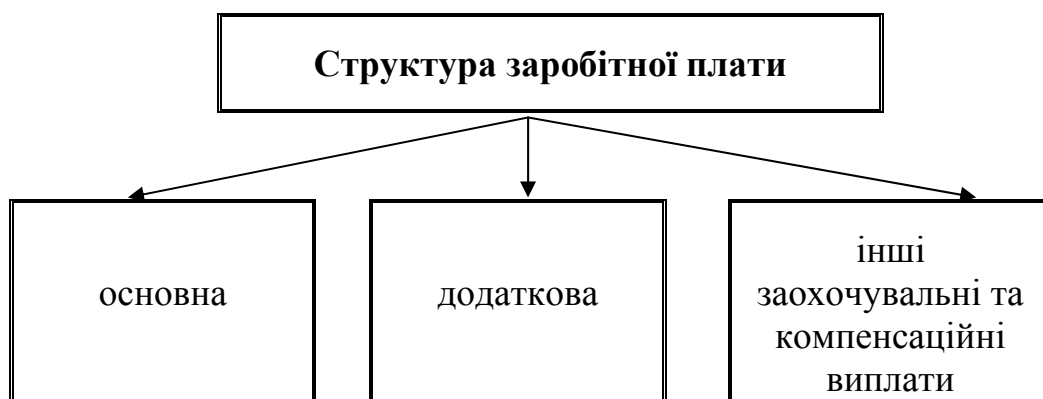 Структура заробітної плати
основна
додаткова
інші
заохочувальні та
компенсаційні
виплати